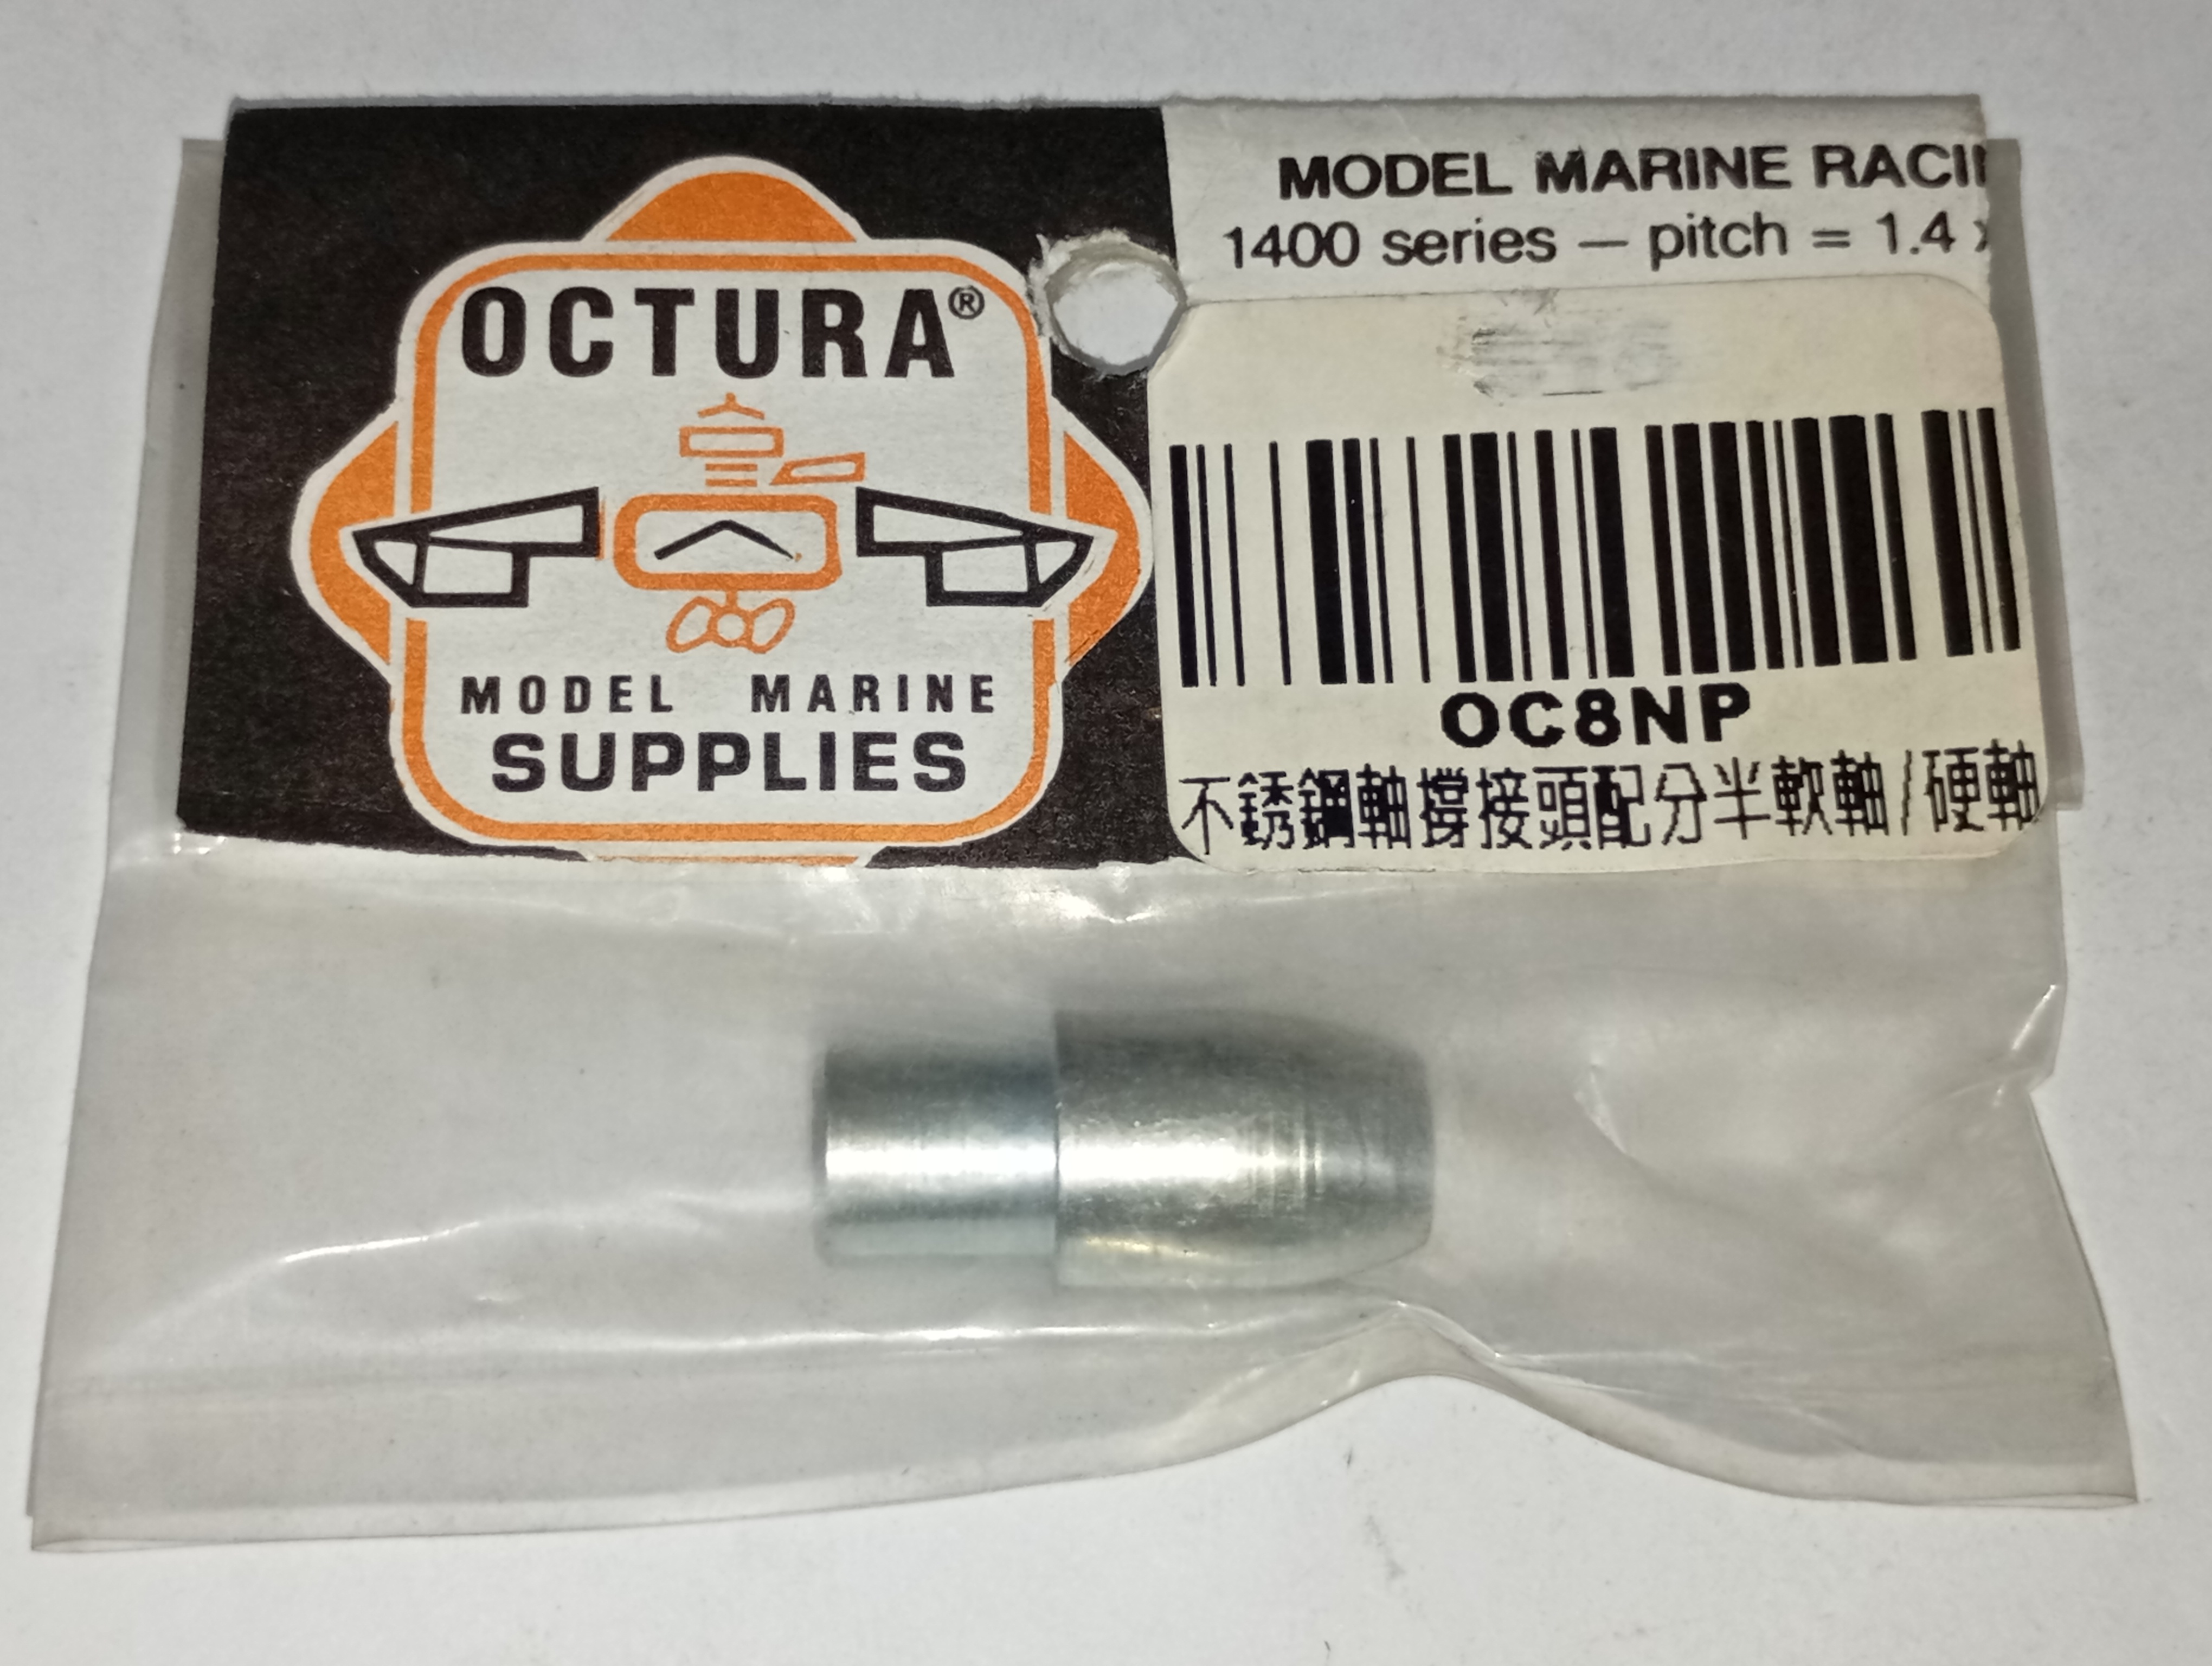 OCTURA®
MODEL MARINE
SUPPLIES
MODEL MARINE RACI
1400 series — pitch = 1.4 x
OC8NP
不銹鋼軸撐接頭配分半軟軸/硬軸